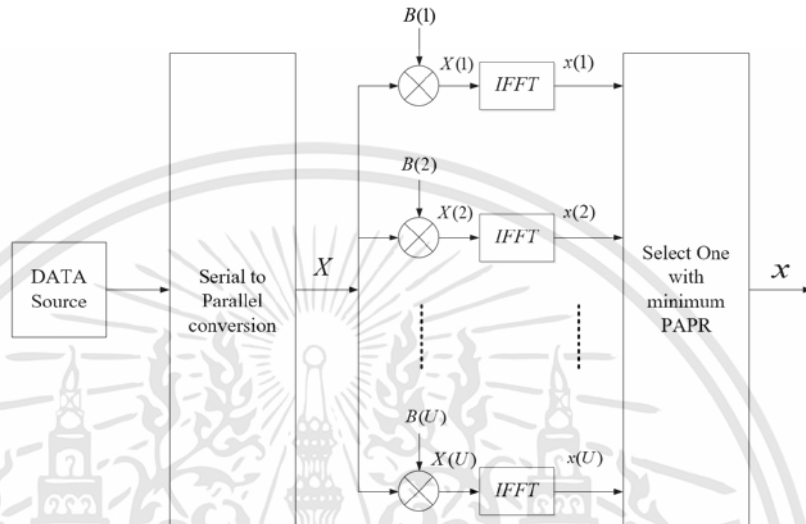 B(1)
X(1)
IFFT
x(1)
B(2)
X(2)
IFFT
x(2)
DATA
Source
Serial to
Parallel
conversion
X
Select One
with
minimum
PAPR
x
B(U)
X(U)
IFFT
x(U)